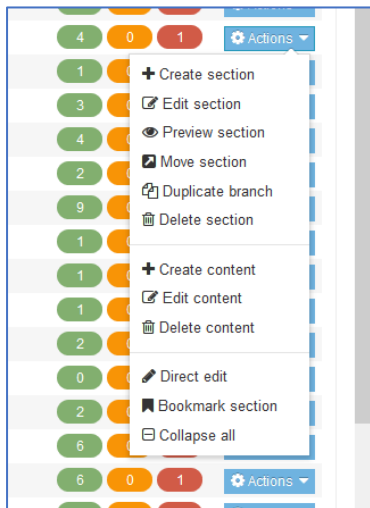 4 0 1 Actions
1
3
4
2
9
1
1
1
2
0
2
6
Create section
Edit section
Preview section
Move section
Duplicate branch
Delete section
Create content
Edit content
Delete content
Direct edit
Bookmark section
Collapse all
6 0 1 Actions